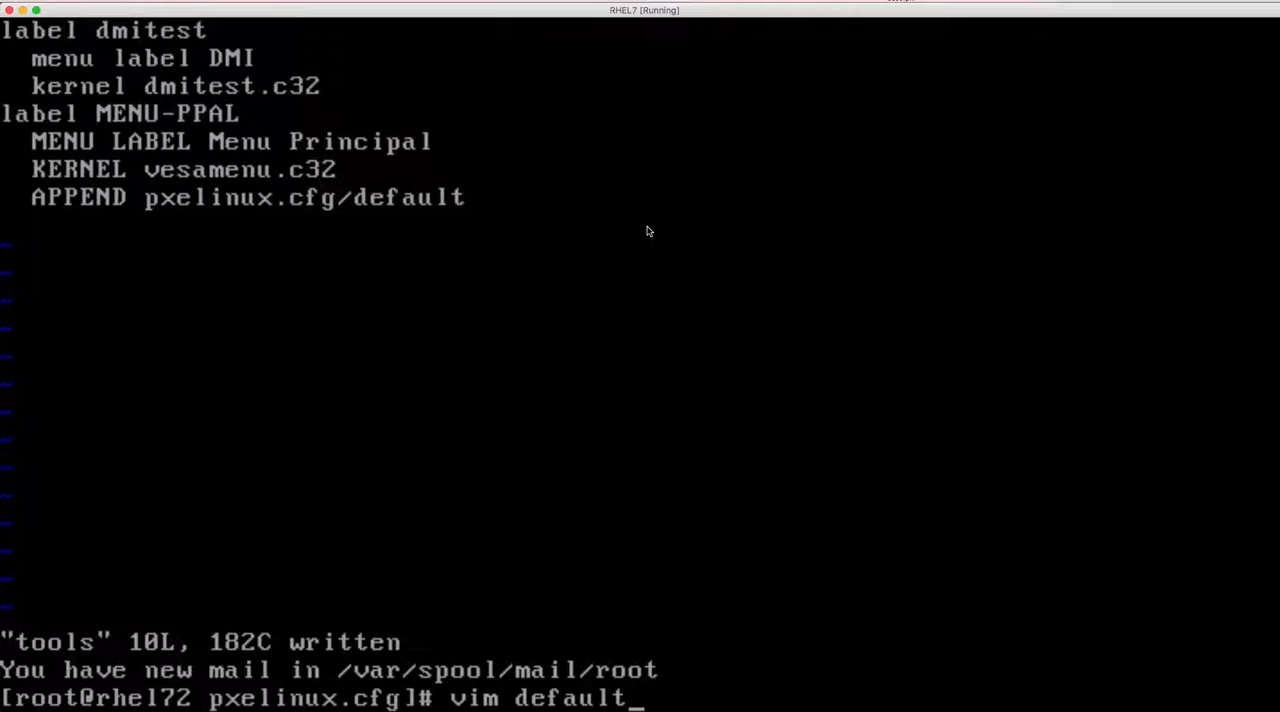 RHEL7 [Running]
label dmitest
menu label DMI
kernel dmitest.c32
label MENU-PPAL
MENU LABEL Menu Principal
KERNEL vesamenu.c32
APPEND pxelinux.cfg/default
~
~
~
~
~
~
~
~
~
~
~
~
~
~
"tools" 10L, 182C written
You have new mail in /var/spool/mail/root
[root@rhel72 pxelinux.cfg]# vim default_